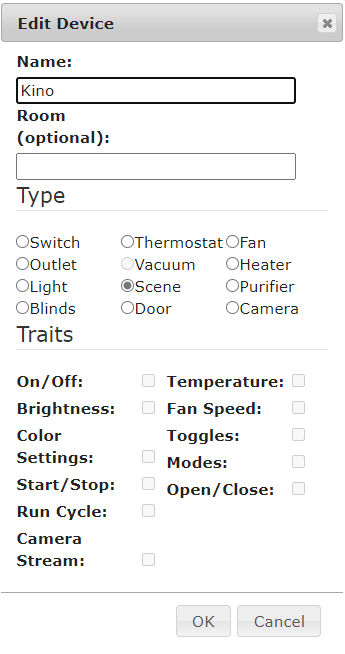 Edit Device
Name:
Kino
Room
(optional):
Type
Switch Thermostat Fan
Outlet Vacuum Heater
Light Scene Purifier
Blinds Door Camera
Traits
On/Off: Temperature:
Brightness: Fan Speed:
Color
Settings: Toggles:
Start/Stop: Modes:
Run Cycle: Open/Close:
Camera
Stream:
OK Cancel